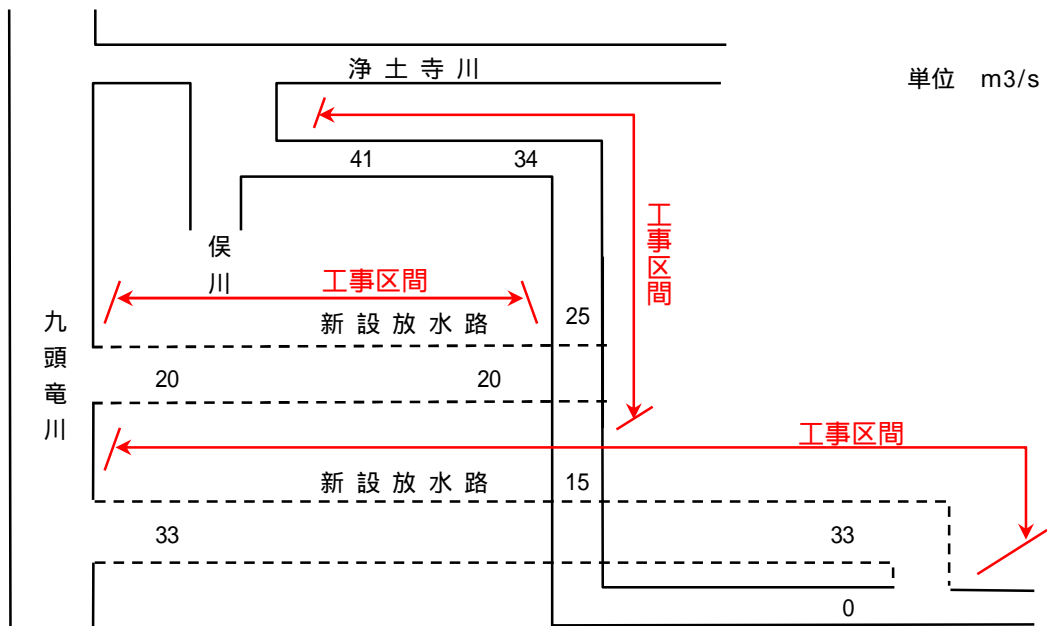 浄土寺川
単位 m3/s
41 34
工事区間
俣川
工事区間
新設放水路 25
九頭竜川
20 20
工事区間
新設放水路 15
33 33
0